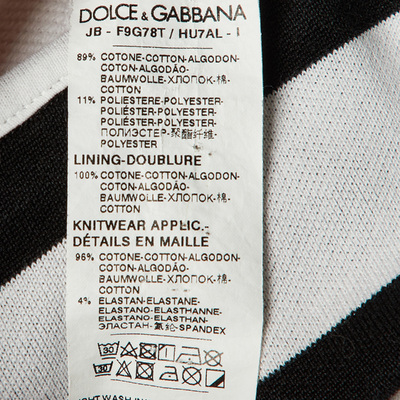 DOLCE & GABBANA
JB - F9G78T / HU7AL - I
89% COTONE-COTTON-ALGODON-
COTON-ALGODÃO-
BAUMWOLLE-ХЛОПОК-棉-
COTTON
11% POLIESTERE-POLYESTER-
POLIÉSTER-POLYESTER-
POLIÉSTER-POLYESTER-
ПОЛИЭСТЕР-聚酯纤维-
POLYESTER
LINING-DOUBLURE
100% COTONE-COTTON-ALGODON-
COTON-ALGODÃO-
BAUMWOLLE-ХЛОПОК-棉-
COTTON
KNITWEAR APPLIC.-
DÉTAILS EN MAILLE
96% COTONE-COTTON-ALGODON-
COTON-ALGODÃO-
BAUMWOLLE-ХЛОПОК-棉-
COTTON
4% ELASTAN-ELASTANE-
ELASTANO-ELASTHANNE-
ELASTANO-ELASTHAN-
ЭЛАСТАН-氨纶-SPANDEX
30
30
WASH